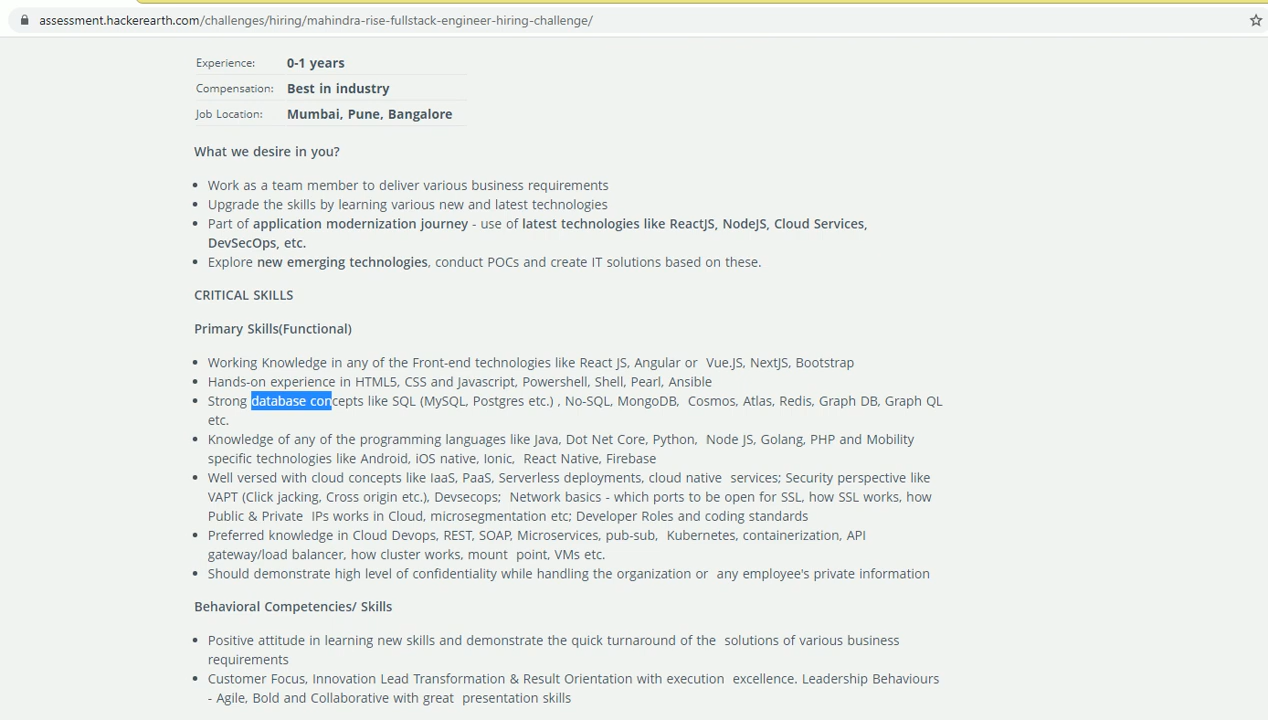 assessment.hackerearth.com/challenges/hiring/mahindra-rise-fullstack-engineer-hiring-challenge/
Experience: 0-1 years
Compensation: Best in industry
Job Location: Mumbai, Pune, Bangalore
What we desire in you?
• Work as a team member to deliver various business requirements
• Upgrade the skills by learning various new and latest technologies
• Part of application modernization journey - use of latest technologies like ReactJS, NodeJS, Cloud Services,
DevSecOps, etc.
• Explore new emerging technologies, conduct POCs and create IT solutions based on these.
CRITICAL SKILLS
Primary Skills(Functional)
• Working Knowledge in any of the Front-end technologies like React JS, Angular or Vue.JS, NextJS, Bootstrap
• Hands-on experience in HTML5, CSS and Javascript, Powershell, Shell, Pearl, Ansible
• Strong database concepts like SQL (MySQL, Postgres etc.) , No-SQL, MongoDB, Cosmos, Atlas, Redis, Graph DB, Graph QL
etc.
• Knowledge of any of the programming languages like Java, Dot Net Core, Python, Node JS, Golang, PHP and Mobility
specific technologies like Android, iOS native, Ionic, React Native, Firebase
• Well versed with cloud concepts like IaaS, PaaS, Serverless deployments, cloud native services; Security perspective like
VAPT (Click jacking, Cross origin etc.), Devsecops; Network basics - which ports to be open for SSL, how SSL works, how
Public & Private IPs works in Cloud, microsegmentation etc; Developer Roles and coding standards
• Preferred knowledge in Cloud Devops, REST, SOAP, Microservices, pub-sub, Kubernetes, containerization, API
gateway/load balancer, how cluster works, mount point, VMs etc.
• Should demonstrate high level of confidentiality while handling the organization or any employee's private information
Behavioral Competencies/ Skills
• Positive attitude in learning new skills and demonstrate the quick turnaround of the solutions of various business
requirements
• Customer Focus, Innovation Lead Transformation & Result Orientation with execution excellence. Leadership Behaviours
- Agile, Bold and Collaborative with great presentation skills